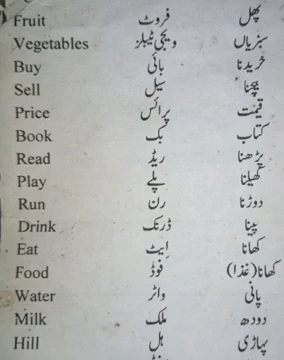 Fruit فروٹ پھل
Vegetables ویجی ٹیبلز سبزیاں
Buy بائی خریدنا
Sell سیل بیچنا
Price پرائس قیمت
Book بک کتاب
Read ریڈ پڑھنا
Play پلے کھیلنا
Run رن دوڑنا
Drink ڈرنک پینا
Eat ایٹ کھانا
Food فوڈ کھانا(غذا)
Water واٹر پانی
Milk ملک دودھ
Hill ہل پہاڑی